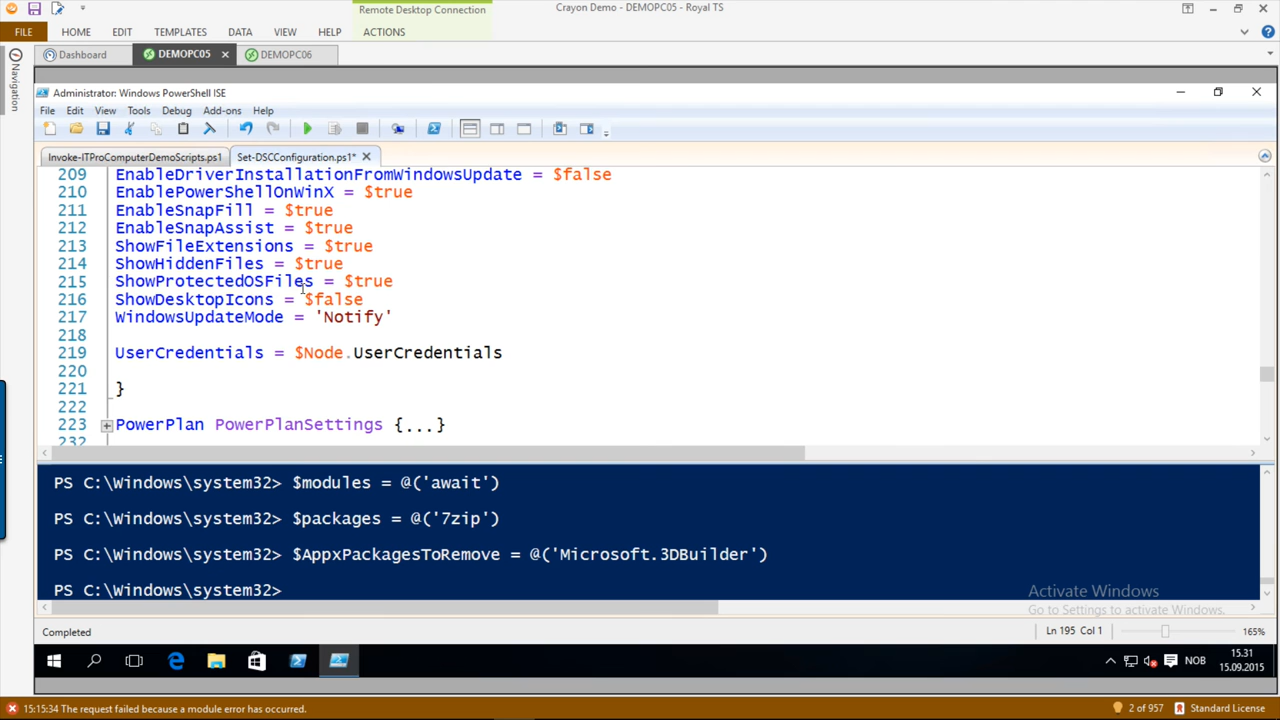 Remote Desktop Connection
Crayon Demo - DEMOPC05 - Royal TS
FILE HOME EDIT TEMPLATES DATA VIEW HELP ACTIONS
Dashboard DEMOPC05 DEMOPC06
Navigation
Administrator: Windows PowerShell ISE
File Edit View Tools Debug Add-ons Help
Invoke-ITProComputerDemoScripts.ps1 Set-DSCConfiguration.ps1*
209 EnableDriverInstallationFromWindowsUpdate = $false
210 EnablePowerShellOnWinX = $true
211 EnableSnapFill = $true
212 EnableSnapAssist = $true
213 ShowFileExtensions = $true
214 ShowHiddenFiles = $true
215 ShowProtectedOSFiles = $true
216 ShowDesktopIcons = $false
217 WindowsUpdateMode = 'Notify'
218
219 UserCredentials = $Node.UserCredentials
220
221 }
222
223 PowerPlan PowerPlanSettings {...}
232
PS C:\Windows\system32> $modules = @('await')
PS C:\Windows\system32> $packages = @('7zip')
PS C:\Windows\system32> $AppxPackagesToRemove = @('Microsoft.3DBuilder')
PS C:\Windows\system32>
Activate Windows
Go to Settings to activate Windows.
Completed Ln 195 Col 1 165%
NOB 15.31
15.09.2015
15:15:34 The request failed because a module error has occurred. 2 of 957 Standard License